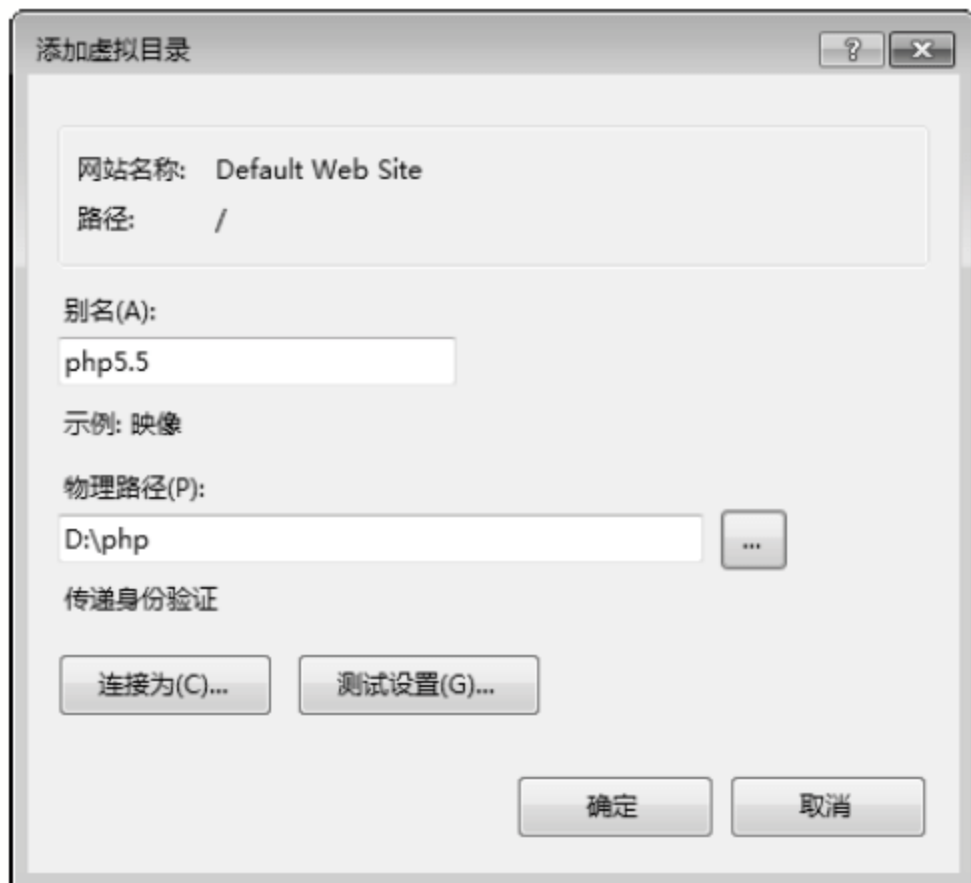 添加虚拟目录
网站名称: Default Web Site
路径: /
别名(A):
php5.5
示例: 映像
物理路径(P):
D:\php
...
传递身份验证
连接为(C)... 测试设置(G)...
确定 取消